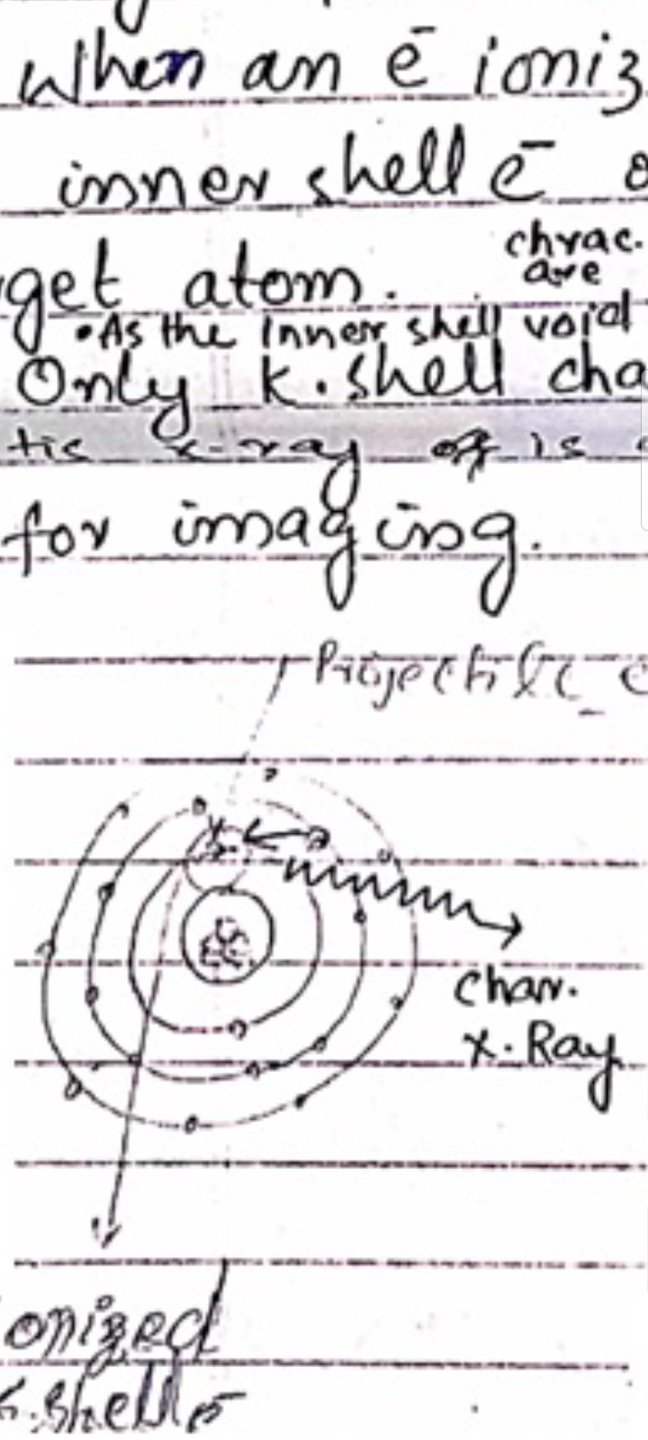 When an e̅ ioniz
inner shell e̅ o
get atom.
chrac.
are
•As the Inner shell void
Only K.shell cha
tic x-ray is
for imaging.
Projectile
Char.
X.Ray
onized
K.shell e̅